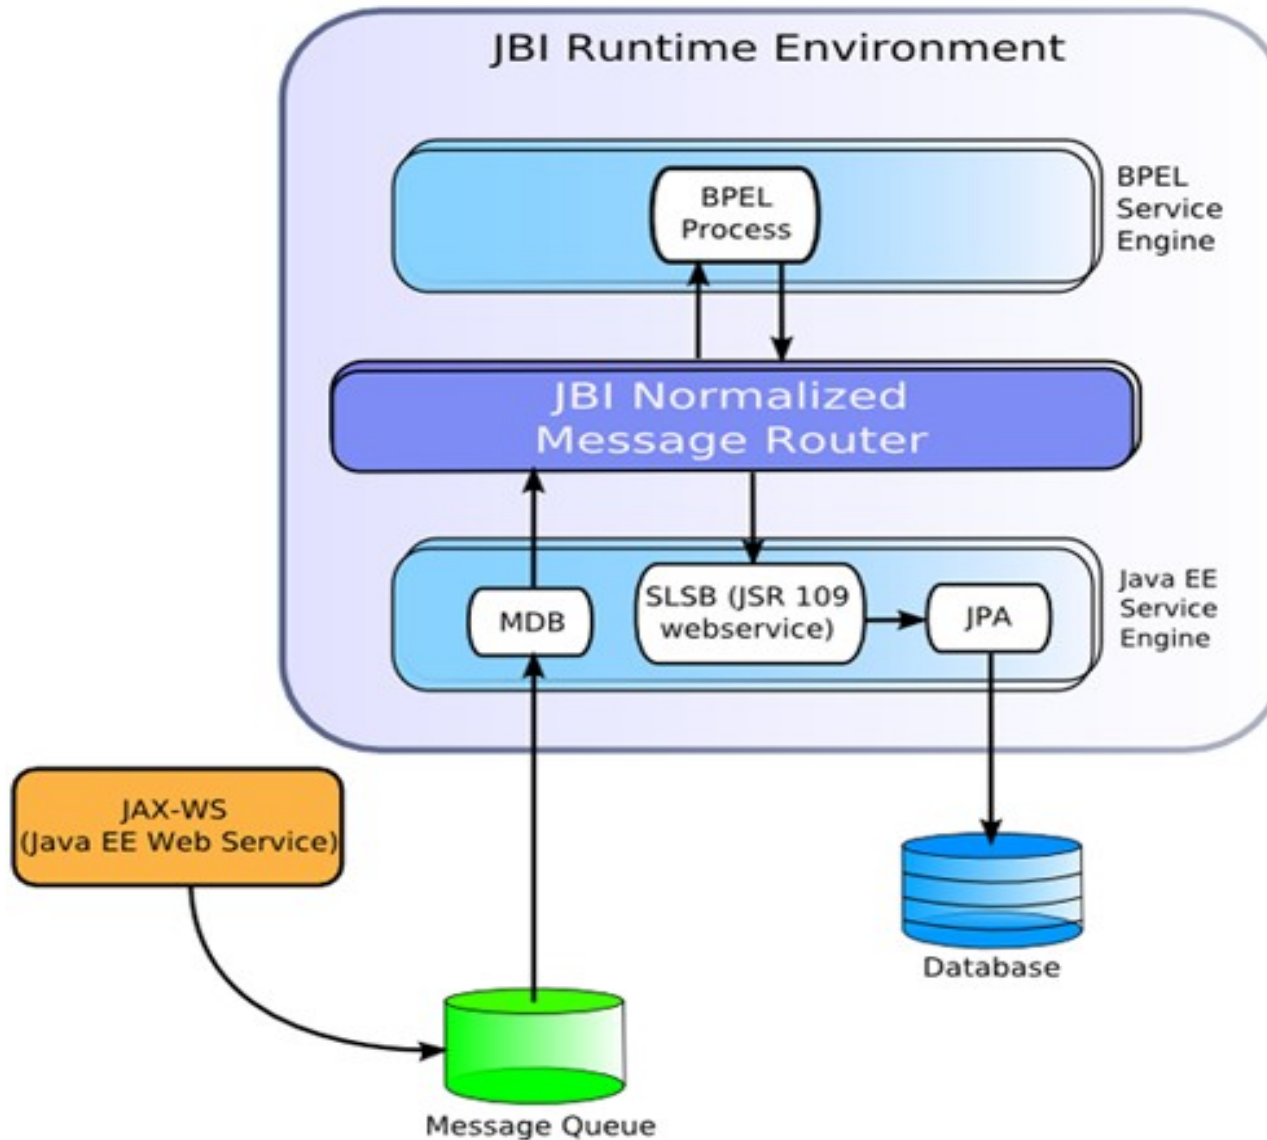 JBI Runtime Environment
BPEL
Process
BPEL
Service
Engine
JBI Normalized
Message Router
MDB
SLSB (JSR 109
webservice)
JPA
Java EE
Service
Engine
JAX-WS
(Java EE Web Service)
Database
Message Queue